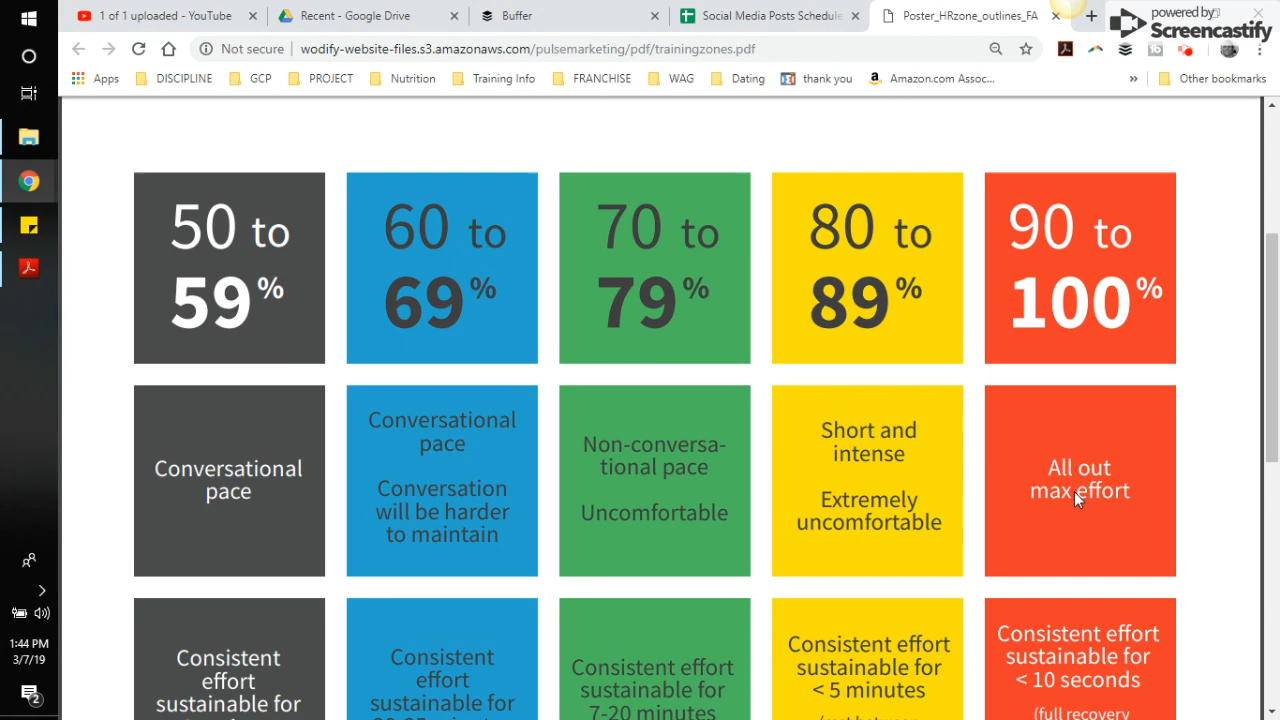 1 of 1 uploaded - YouTube
Recent - Google Drive
Buffer
Social Media Posts Schedule
Poster_HRzone_outlines_FA
powered by
Screencastify
Not secure
wodify-website-files.s3.amazonaws.com/pulsemarketing/pdf/trainingzones.pdf
Apps
DISCIPLINE
GCP
PROJECT
Nutrition
Training Info
FRANCHISE
WAG
Dating
thank you
Amazon.com Assoc...
»
Other bookmarks
50 to
59%
60 to
69%
70 to
79%
80 to
89%
90 to
100%
Conversational
pace
Conversational
pace
Conversation
will be harder
to maintain
Non-conversa-
tional pace
Uncomfortable
Short and
intense
Extremely
uncomfortable
All out
max effort
Consistent
effort
sustainable for
Consistent
effort
sustainable for
Consistent effort
sustainable for
7-20 minutes
Consistent effort
sustainable for
< 5 minutes
Consistent effort
sustainable for
< 10 seconds
(full recovery
1:44 PM
3/7/19
2